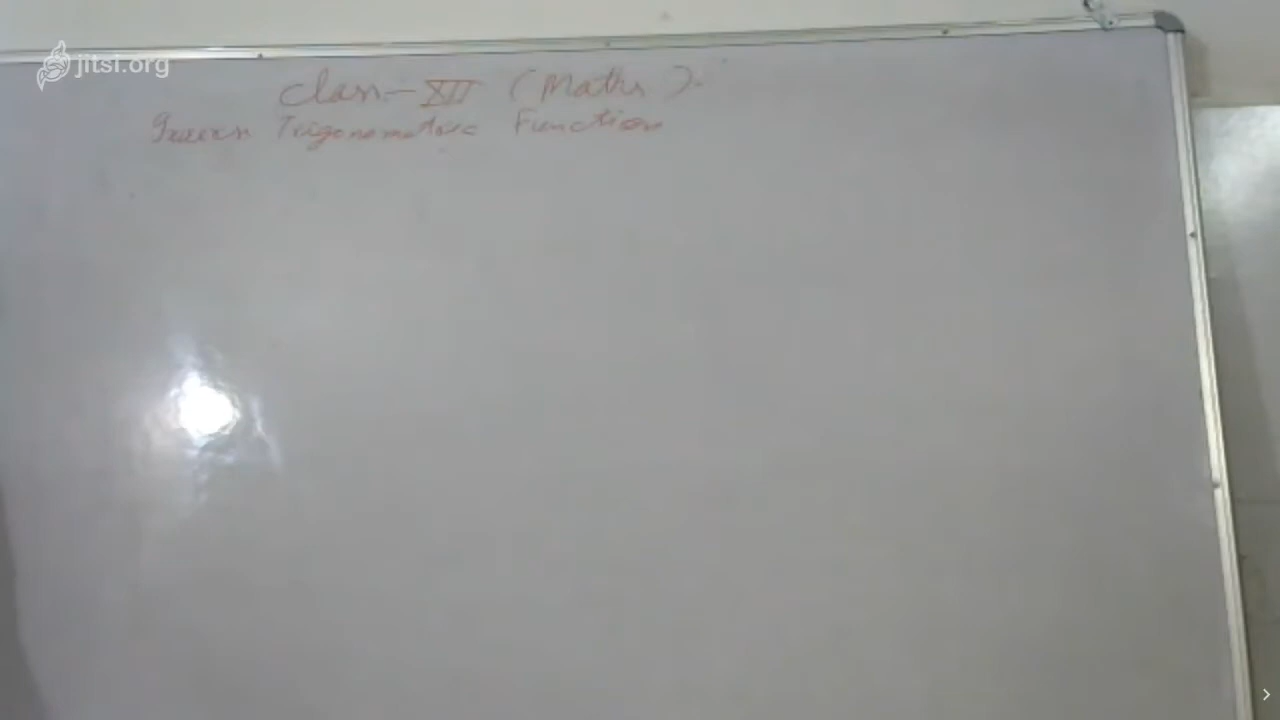 jitsi.org
Class - XII (Maths).
Inverse Trigonometric Function